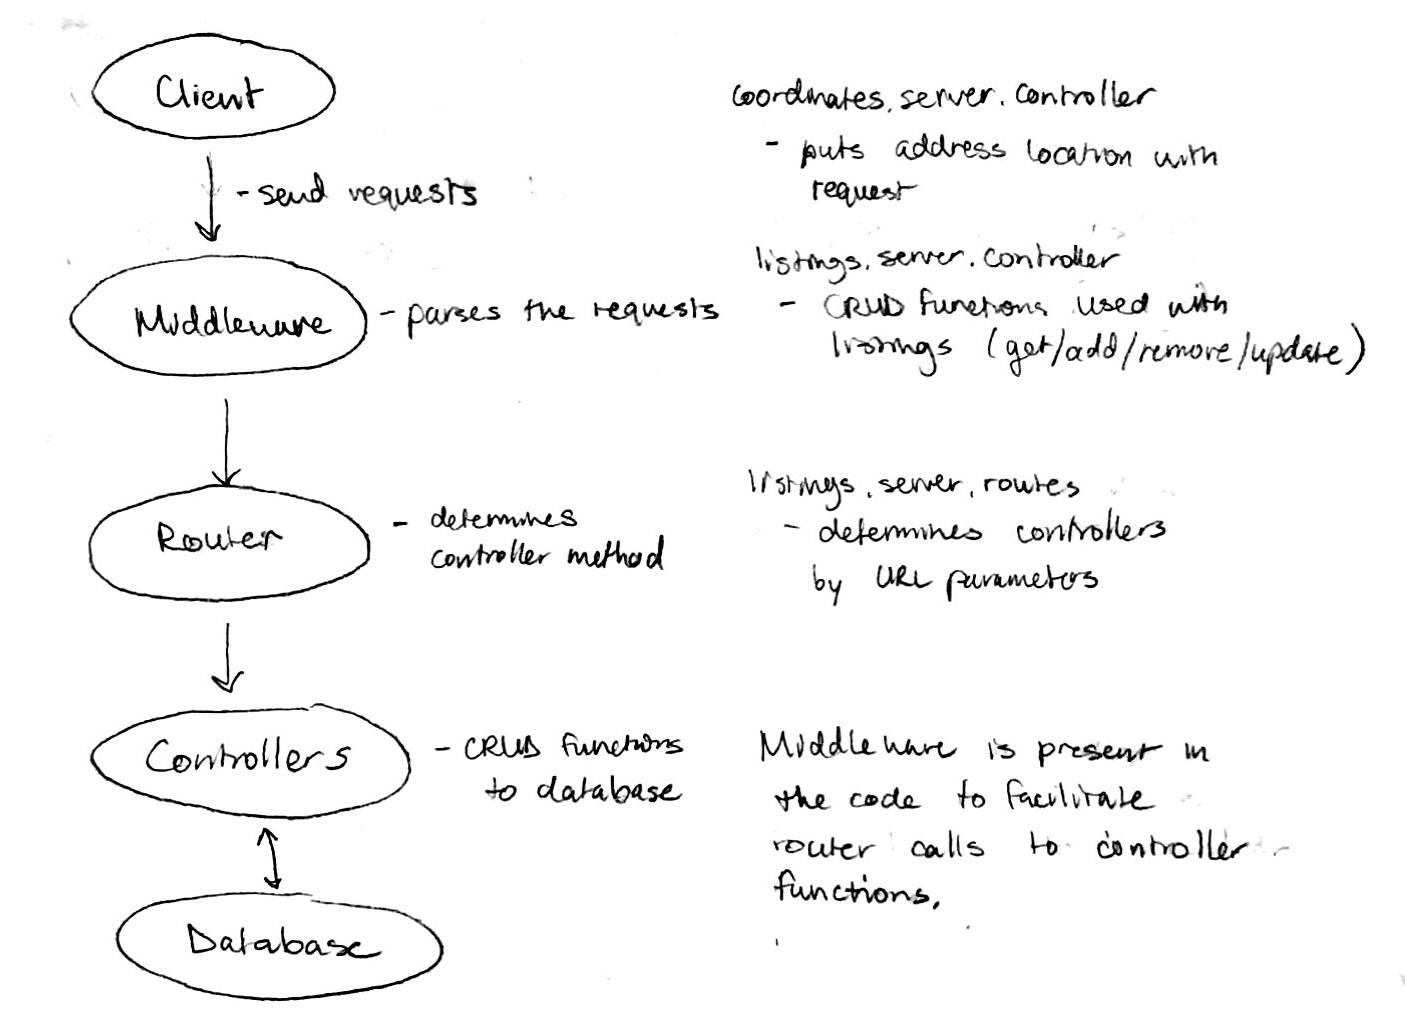 Client
- send requests
Middleware
- parses the requests
Router
- determines
controller method
Controllers
- CRUD functions
to database
Database
coordinates.server.controller
- puts address location with
request
listings.server.controller
- CRUD functions used with
listings (get/add/remove/update)
listings.server.routes
- determines controllers
by URL parameters
Middleware is present in
the code to facilitate
router calls to controller
functions.